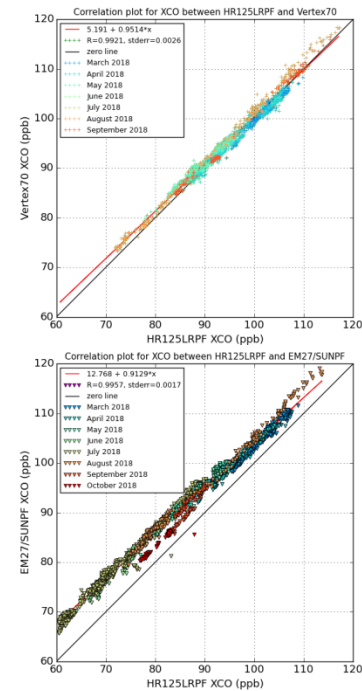 Correlation plot for XCO between HR125LRPF and Vertex70
120
110
100
90
80
70
60
Vertex70 XCO (ppb)
5.191 + 0.9514*x
R=0.9921, stderr=0.0026
zero line
March 2018
April 2018
May 2018
June 2018
July 2018
August 2018
September 2018
60 70 80 90 100 110 120
HR125LRPF XCO (ppb)
Correlation plot for XCO between HR125LRPF and EM27/SUNPF
120
110
100
90
80
70
60
EM27/SUNPF XCO (ppb)
12.768 + 0.9129*x
R=0.9957, stderr=0.0017
zero line
March 2018
April 2018
May 2018
June 2018
July 2018
August 2018
September 2018
October 2018
60 70 80 90 100 110 120
HR125LRPF XCO (ppb)